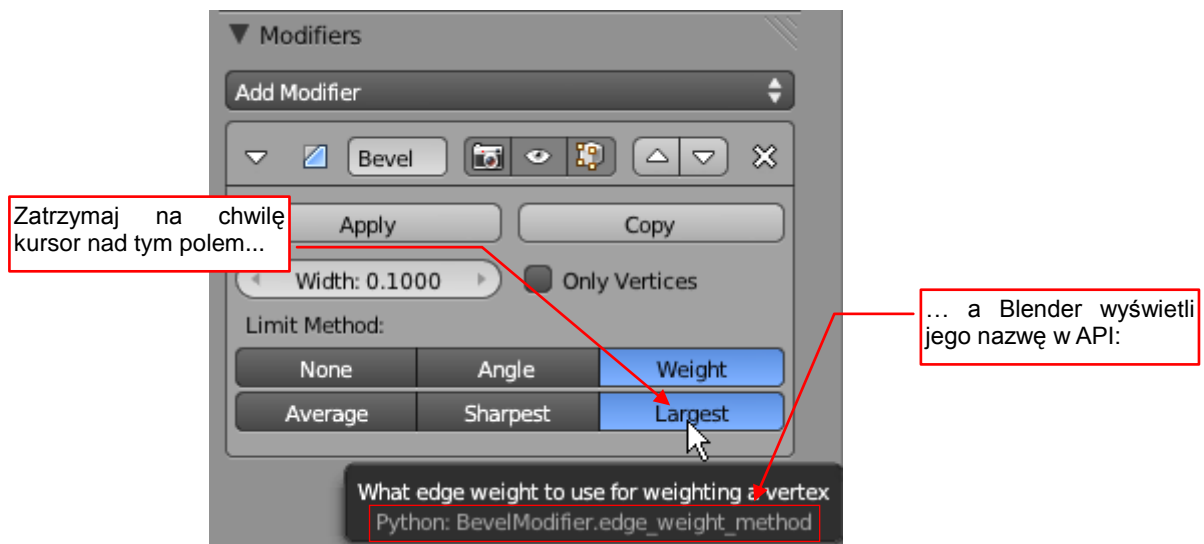 Modifiers
Add Modifier
Bevel
Zatrzymaj na chwilę
kursor nad tym polem...
Apply Copy
Width: 0.1000 Only Vertices
… a Blender wyświetli
jego nazwę w API:
Limit Method:
None Angle Weight
Average Sharpest Largest
What edge weight to use for weighting a vertex
Python: BevelModifier.edge_weight_method